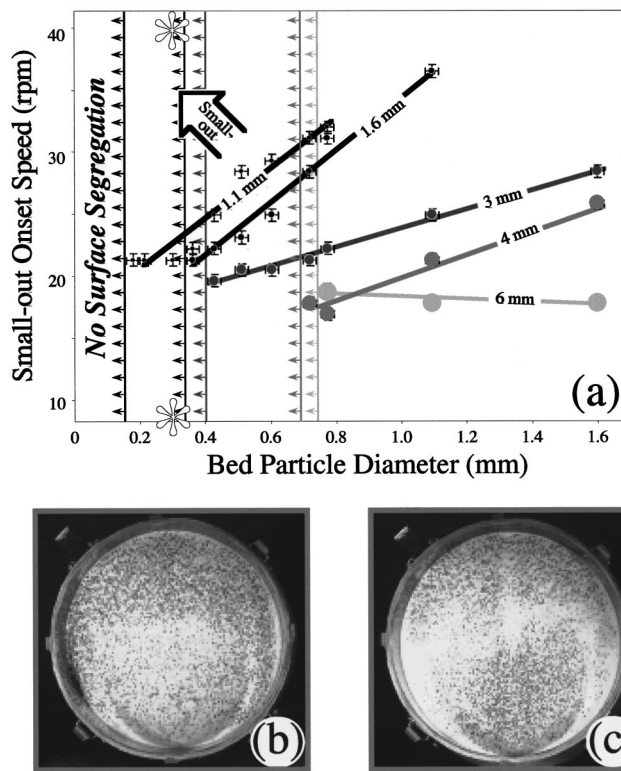 Small-out Onset Speed (rpm)
40
30
20
10
No Surface Segregation
Small-
out
1.1 mm
1.6 mm
3 mm
4 mm
6 mm
(a)
0
0.2
0.4
0.6
0.8
1.0
1.2
1.4
1.6
Bed Particle Diameter (mm)
(b)
(c